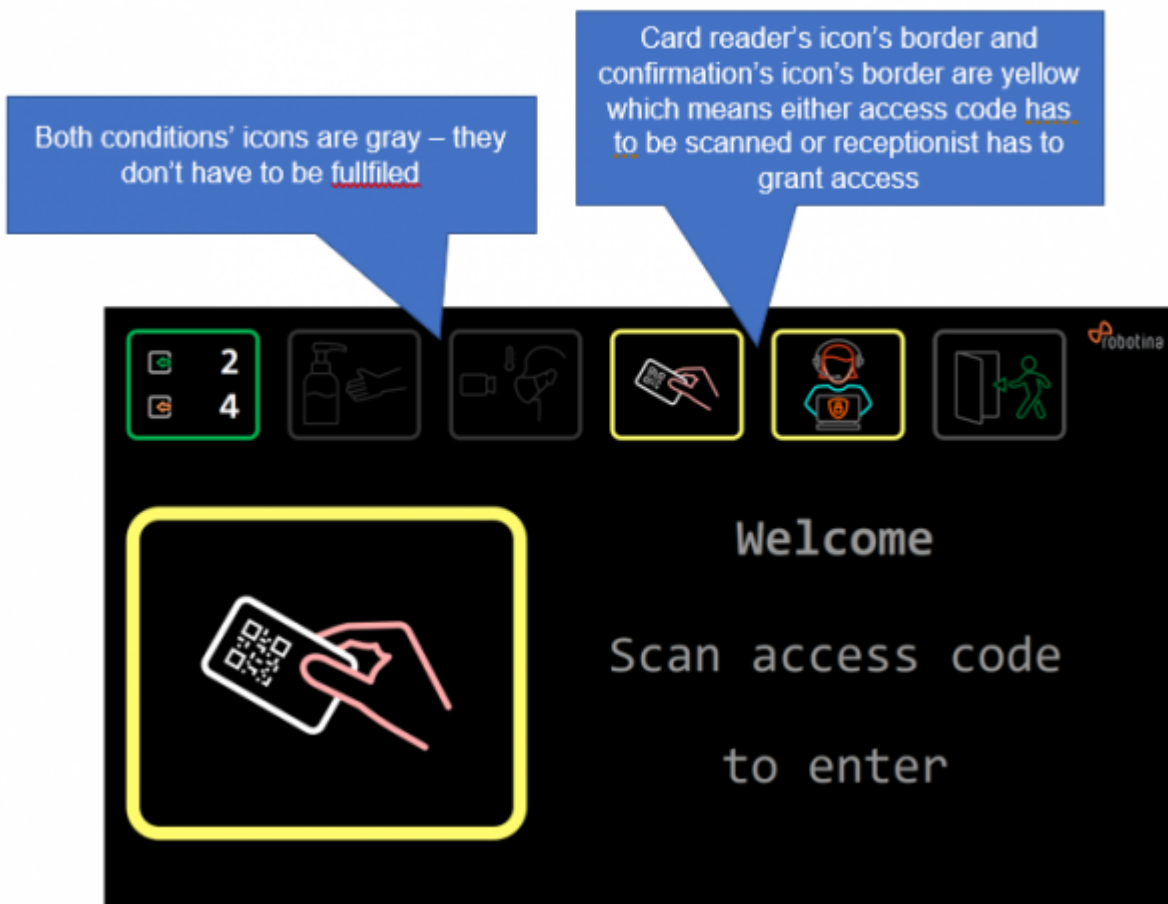 Card reader's icon's border and
confirmation's icon's border are yellow
which means either access code has
to be scanned or receptionist has to
grant access
Both conditions' icons are gray – they
don't have to be fullfiled
2
4
robotina
Welcome
Scan access code
to enter